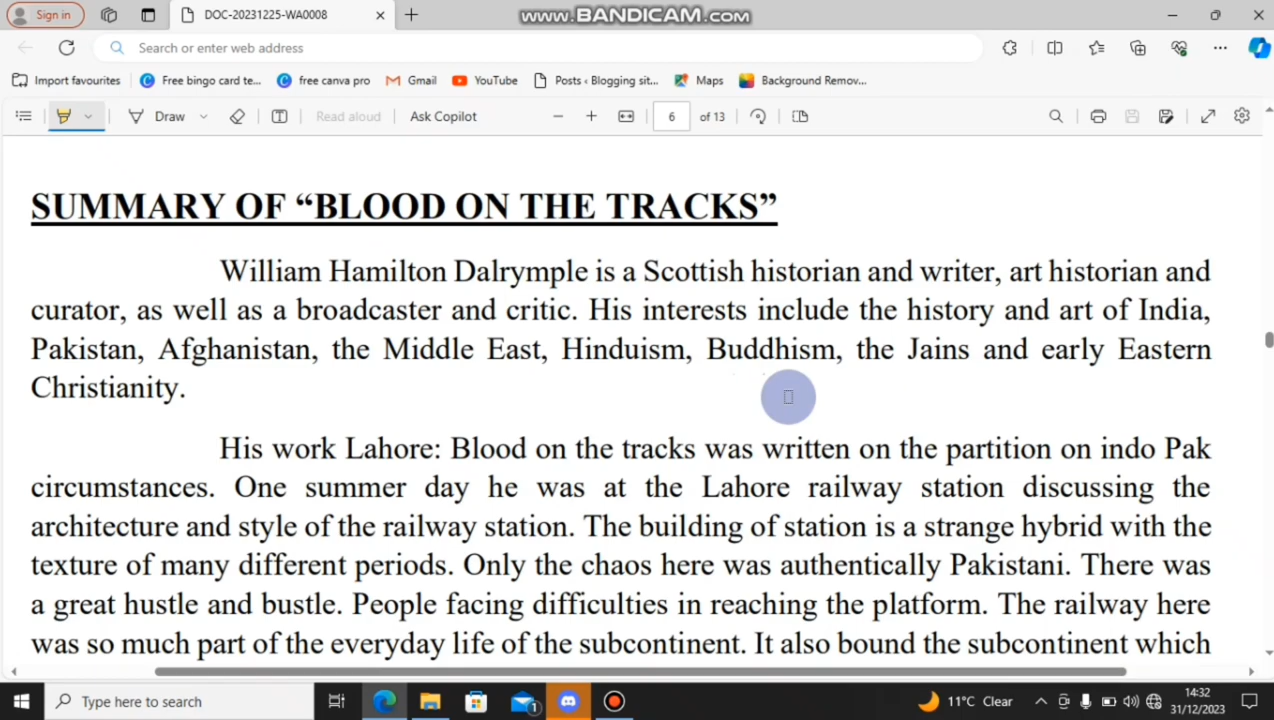 Sign in
DOC-20231225-WA0008
www.BANDICAM.com
Search or enter web address
Import favourites
Free bingo card te...
free canva pro
Gmail
YouTube
Posts ‹ Blogging sit...
Maps
Background Remov...
Draw
Read aloud
Ask Copilot
6 of 13
SUMMARY OF “BLOOD ON THE TRACKS”
William Hamilton Dalrymple is a Scottish historian and writer, art historian and
curator, as well as a broadcaster and critic. His interests include the history and art of India,
Pakistan, Afghanistan, the Middle East, Hinduism, Buddhism, the Jains and early Eastern
Christianity.
His work Lahore: Blood on the tracks was written on the partition on indo Pak
circumstances. One summer day he was at the Lahore railway station discussing the
architecture and style of the railway station. The building of station is a strange hybrid with the
texture of many different periods. Only the chaos here was authentically Pakistani. There was
a great hustle and bustle. People facing difficulties in reaching the platform. The railway here
was so much part of the everyday life of the subcontinent. It also bound the subcontinent which
Type here to search
1
11°C Clear
14:32
31/12/2023